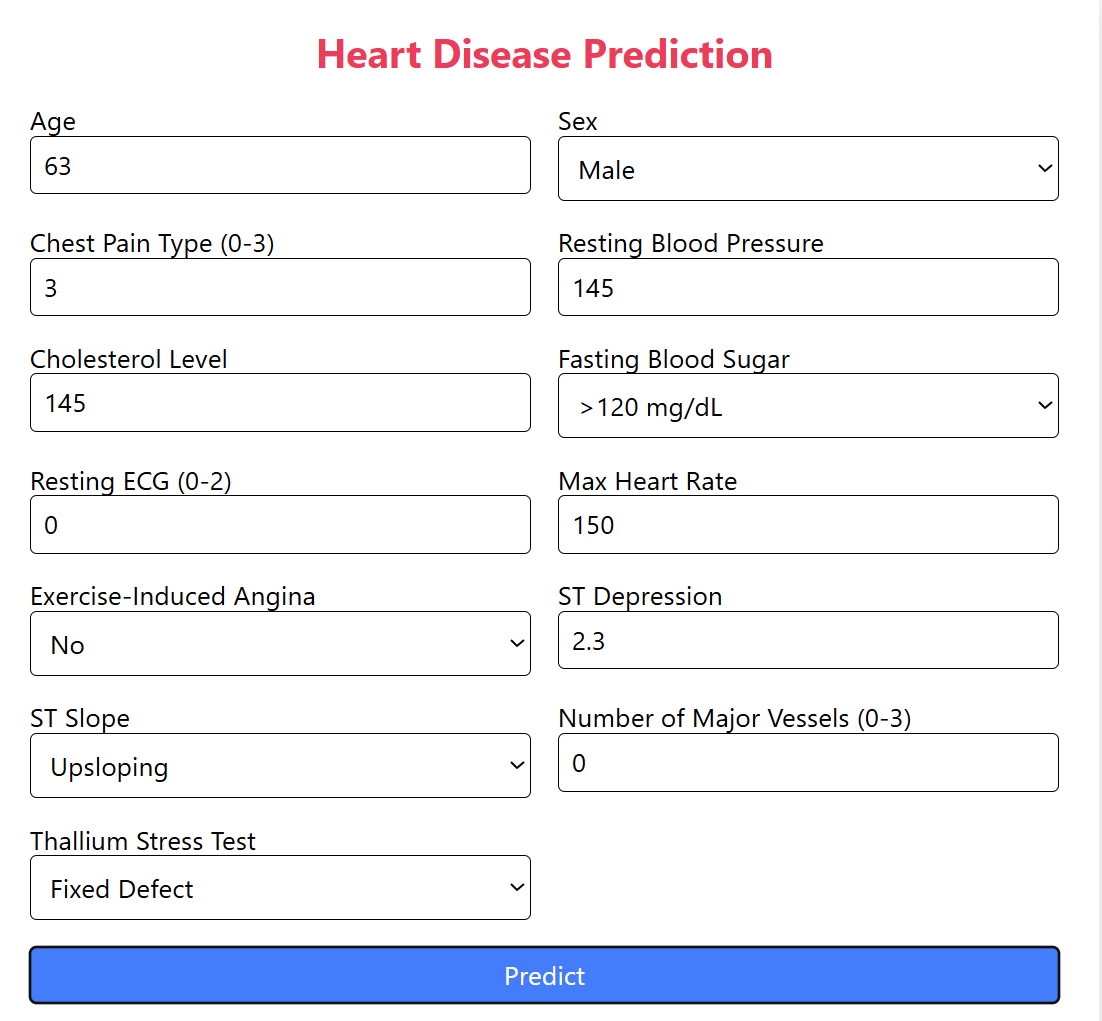 Heart Disease Prediction
Age Sex
63 Male
Chest Pain Type (0-3) Resting Blood Pressure
3 145
Cholesterol Level Fasting Blood Sugar
145 >120 mg/dL
Resting ECG (0-2) Max Heart Rate
0 150
Exercise-Induced Angina ST Depression
No 2.3
ST Slope Number of Major Vessels (0-3)
Upsloping 0
Thallium Stress Test
Fixed Defect
Predict